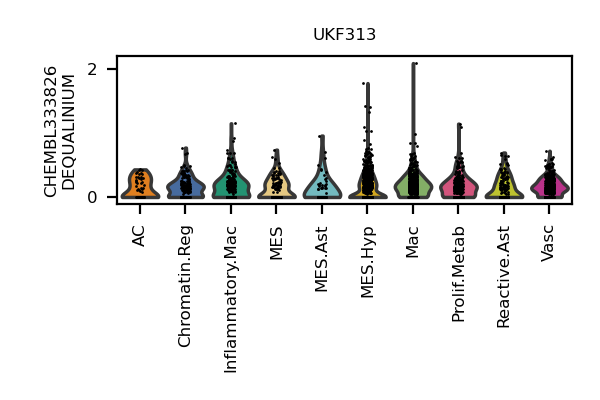 UKF313
CHEMBL333826
DEQUALINIUM
2
0
AC
Chromatin.Reg
Inflammatory.Mac
MES
MES.Ast
MES.Hyp
Mac
Prolif.Metab
Reactive.Ast
Vasc